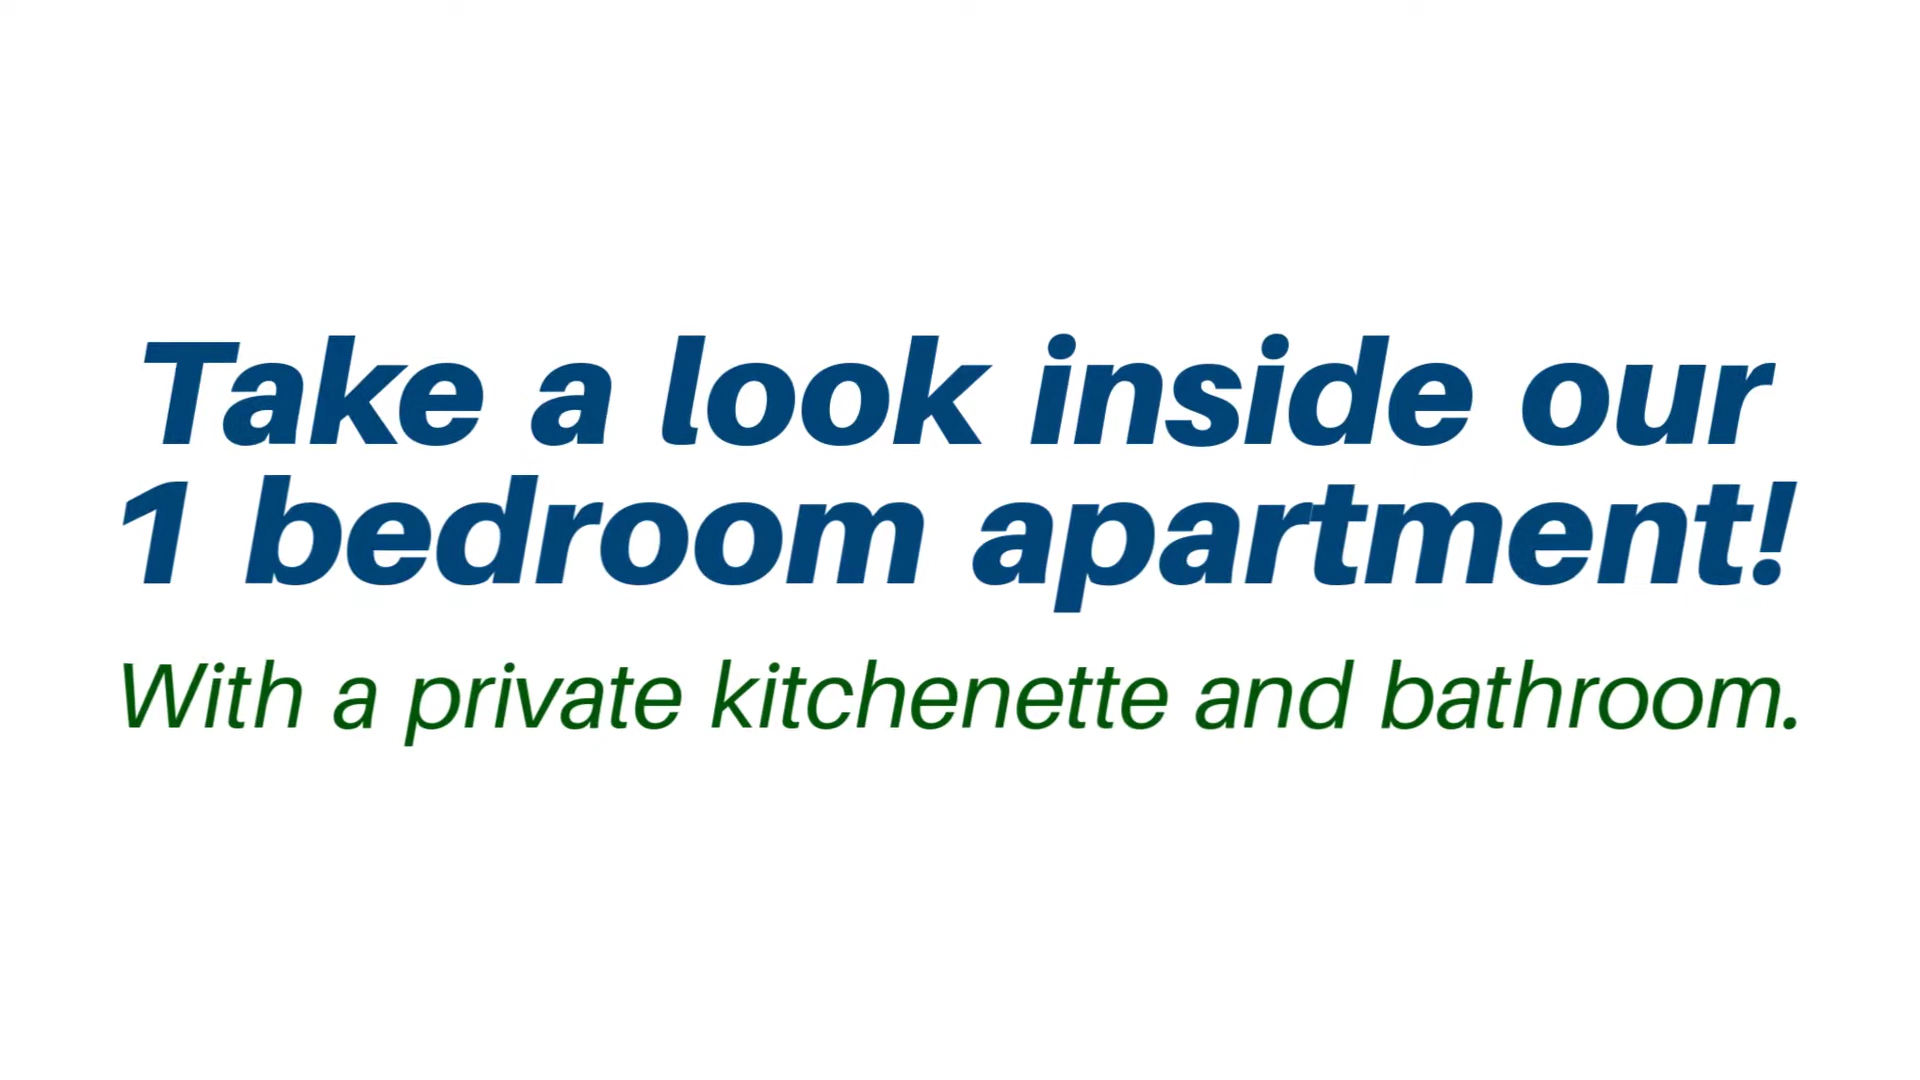 Take a look inside our
1 bedroom apartment!
With a private kitchenette and bathroom.